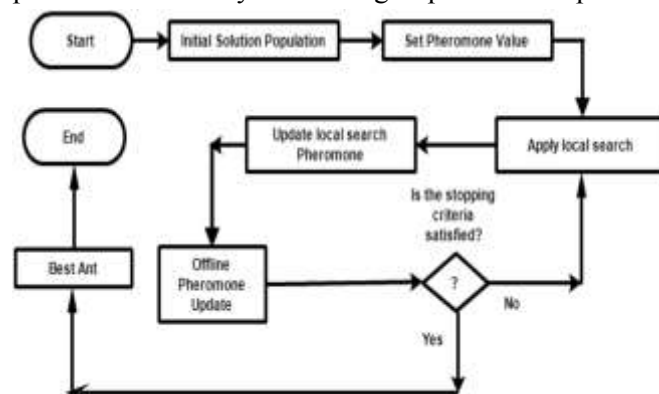 Start
Initial Solution Population
Set Pheromone Value
Apply local search
Update local search
Pheromone
Offline
Pheromone
Update
Is the stopping
criteria
satisfied?
?
No
Yes
Best Ant
End